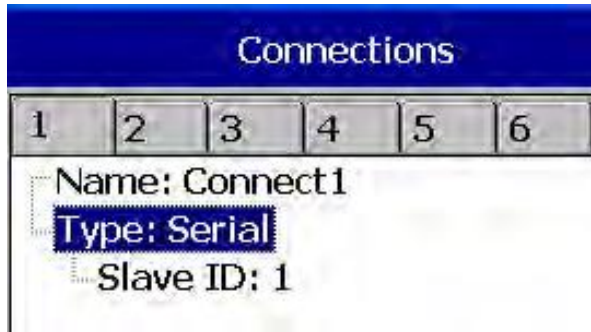 Connections
1 2 3 4 5 6
Name: Connect1
Type: Serial
Slave ID: 1